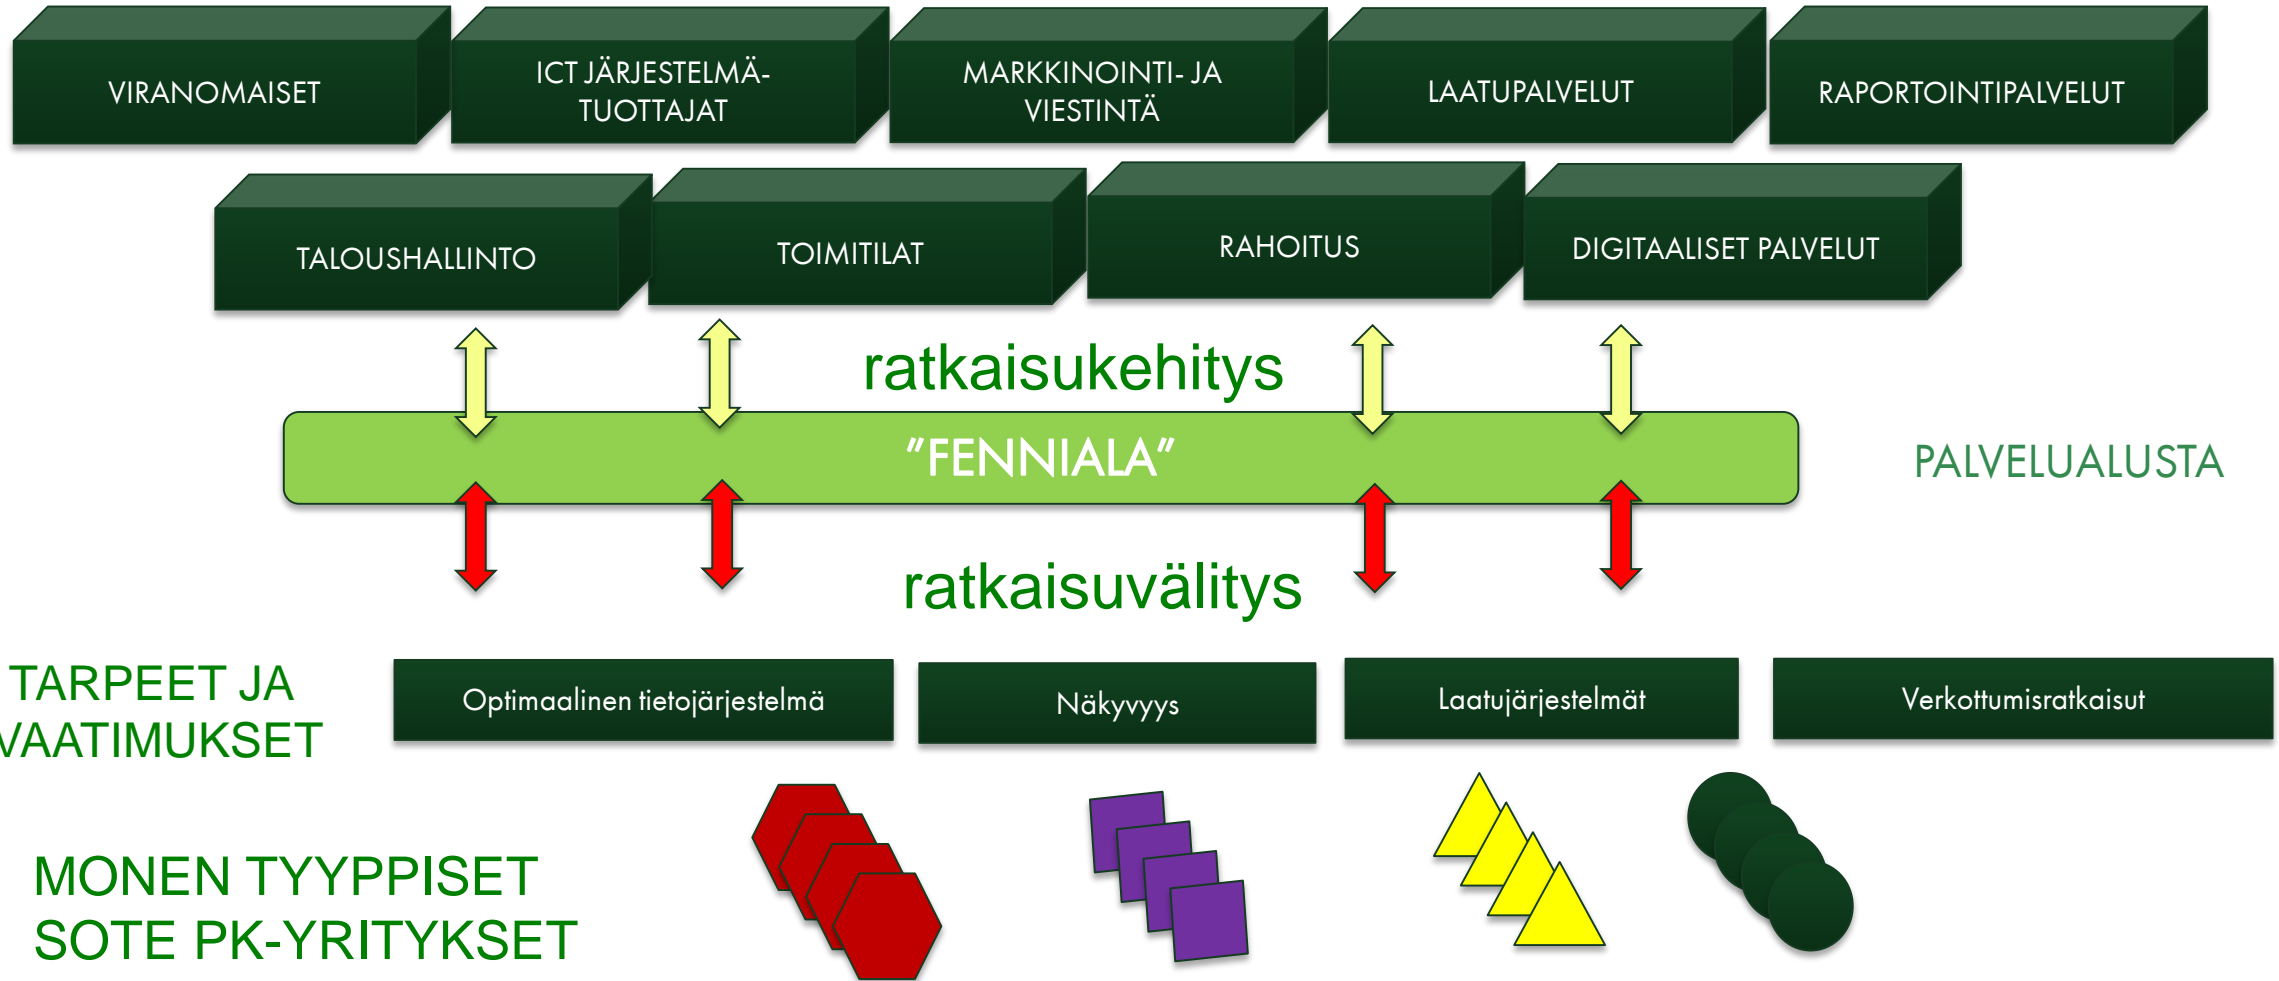 VIRANOMAISET
ICT JÄRJESTELMÄ-
TUOTTAJAT
MARKKINOINTI- JA
VIESTINTÄ
LAATUPALVELUT
RAPORTOINTIPALVELUT
TALOUSHALLINTO
TOIMITILAT
RAHOITUS
DIGITAALISET PALVELUT
ratkaisukehitys
”FENNIALA”
PALVELUALUSTA
ratkaisuvälitys
TARPEET JA
VAATIMUKSET
Optimaalinen tietojärjestelmä
Näkyvyys
Laatujärjestelmät
Verkottumisratkaisut
MONEN TYYPPISET
SOTE PK-YRITYKSET